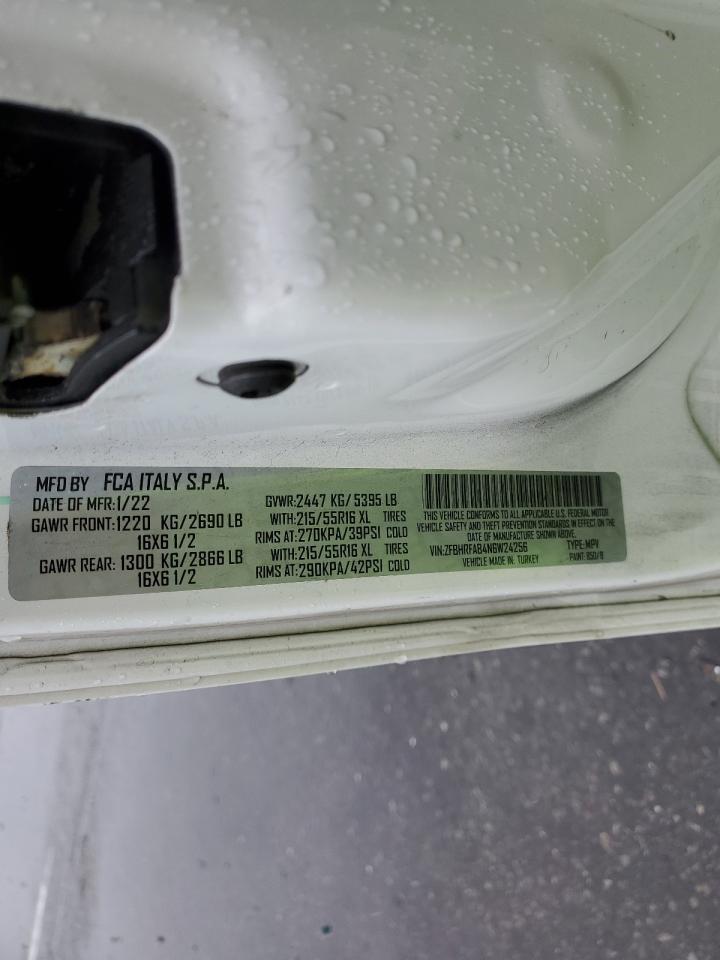 MFD BY FCA ITALY S.P.A.
DATE OF MFR:1/22 GVWR:2447 KG/5395 LB
GAWR FRONT:1220 KG/2690 LB WITH:215/55R16 XL TIRES
16X6 1/2 RIMS AT:270KPA/39PSI COLD
GAWR REAR: 1300 KG/2866 LB WITH:215/55R16 XL TIRES
16X6 1/2 RIMS AT:290KPA/42PSI COLD
THIS VEHICLE CONFORMS TO ALL APPLICABLE U.S. FEDERAL MOTOR
VEHICLE SAFETY, BUMPER AND THEFT PREVENTION STANDARDS IN EFFECT ON THE
DATE OF MANUFACTURE SHOWN ABOVE.
VIN:ZFBHRFAB4N6W24256 TYPE:MPV
VEHICLE MADE IN: TURKEY PAINT: 850/B